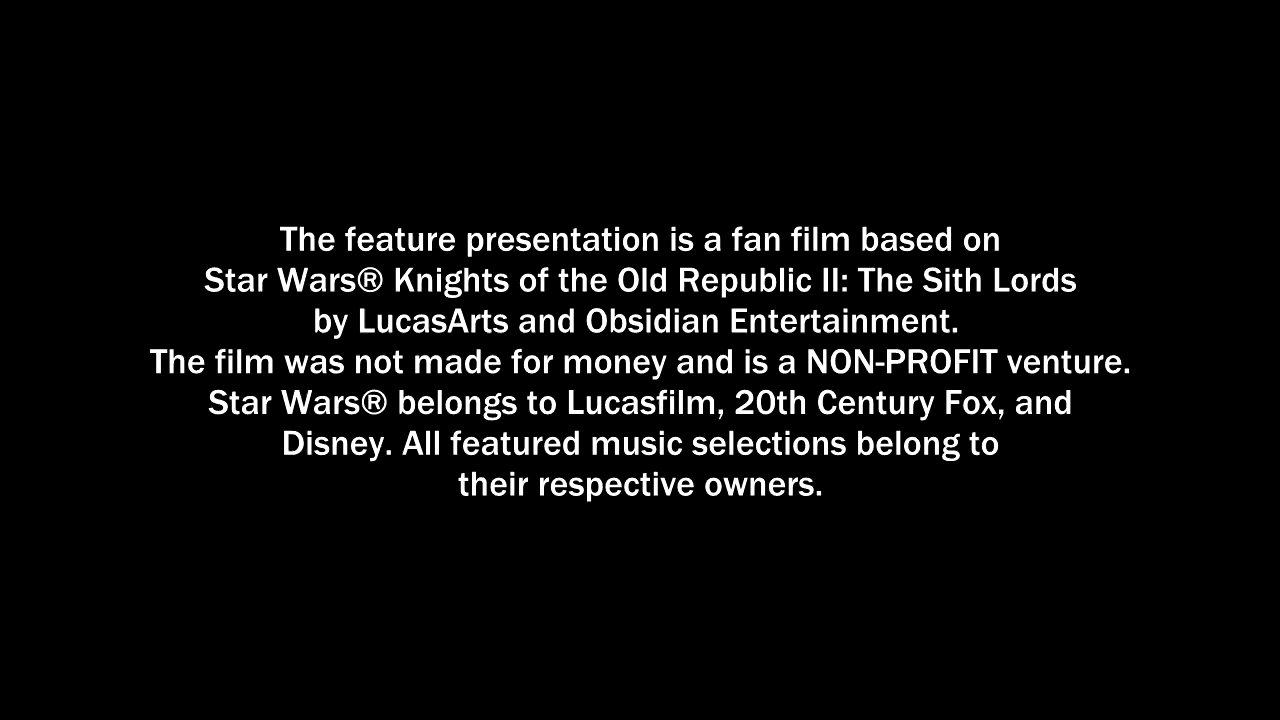 The feature presentation is a fan film based on
Star Wars® Knights of the Old Republic II: The Sith Lords
by LucasArts and Obsidian Entertainment.
The film was not made for money and is a NON-PROFIT venture.
Star Wars® belongs to Lucasfilm, 20th Century Fox, and
Disney. All featured music selections belong to
their respective owners.